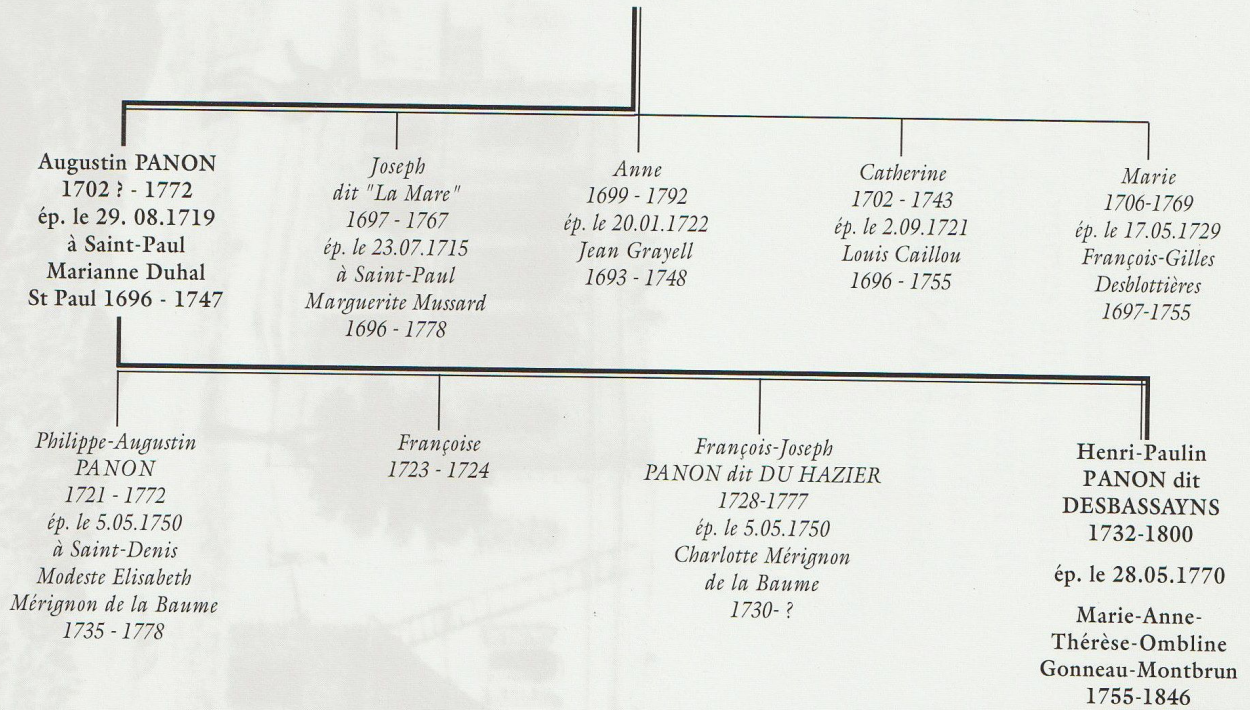 Augustin PANON
1702 ? - 1772
ép. le 29. 08.1719
à Saint-Paul
Marianne Duhal
St Paul 1696 - 1747
Joseph
dit "La Mare"
1697 - 1767
ép. le 23.07.1715
à Saint-Paul
Marguerite Mussard
1696 - 1778
Anne
1699 - 1792
ép. le 20.01.1722
Jean Grayell
1693 - 1748
Catherine
1702 - 1743
ép. le 2.09.1721
Louis Caillou
1696 - 1755
Marie
1706-1769
ép. le 17.05.1729
François-Gilles
Desblottières
1697-1755
Philippe-Augustin
PANON
1721 - 1772
ép. le 5.05.1750
à Saint-Denis
Modeste Elisabeth
Mérignon de la Baume
1735 - 1778
Françoise
1723 - 1724
François-Joseph
PANON dit DU HAZIER
1728-1777
ép. le 5.05.1750
Charlotte Mérignon
de la Baume
1730- ?
Henri-Paulin
PANON dit
DESBASSAYNS
1732-1800
ép. le 28.05.1770
Marie-Anne-
Thérèse-Ombline
Gonneau-Montbrun
1755-1846